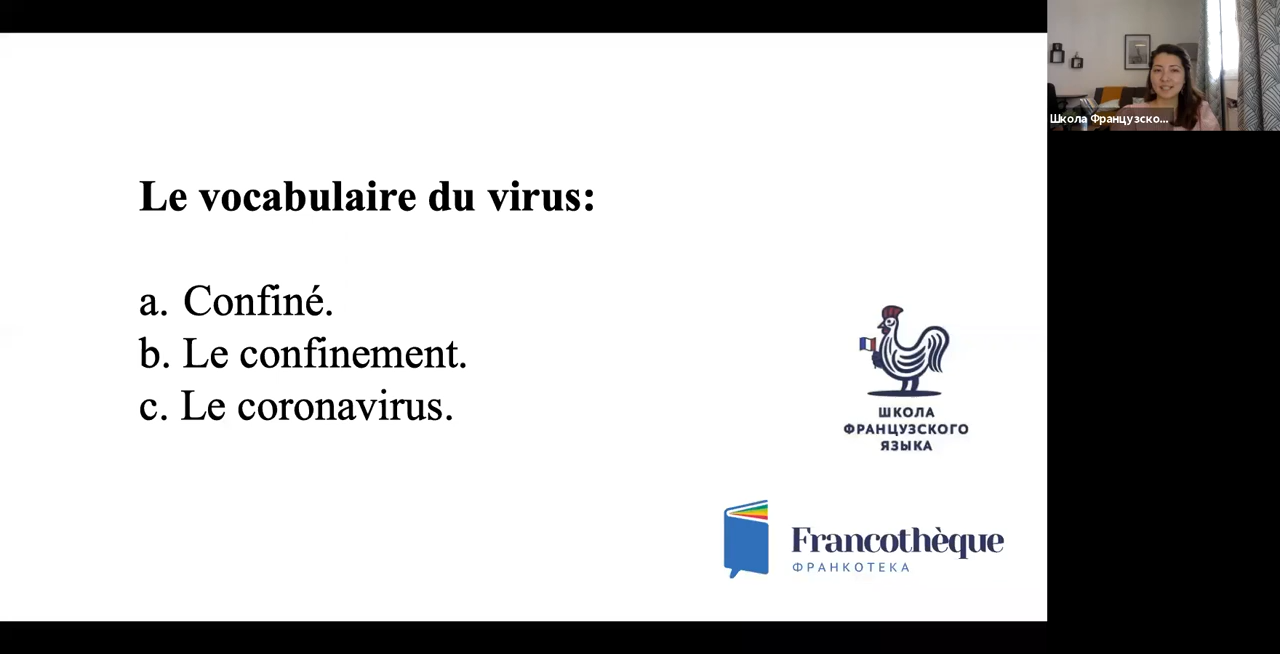 Le vocabulaire du virus:
a. Confiné.
b. Le confinement.
c. Le coronavirus.
ШКОЛА
ФРАНЦУЗСКОГО
ЯЗЫКА
Francothèque
ФРАНКОТЕКА
Школа Французско...